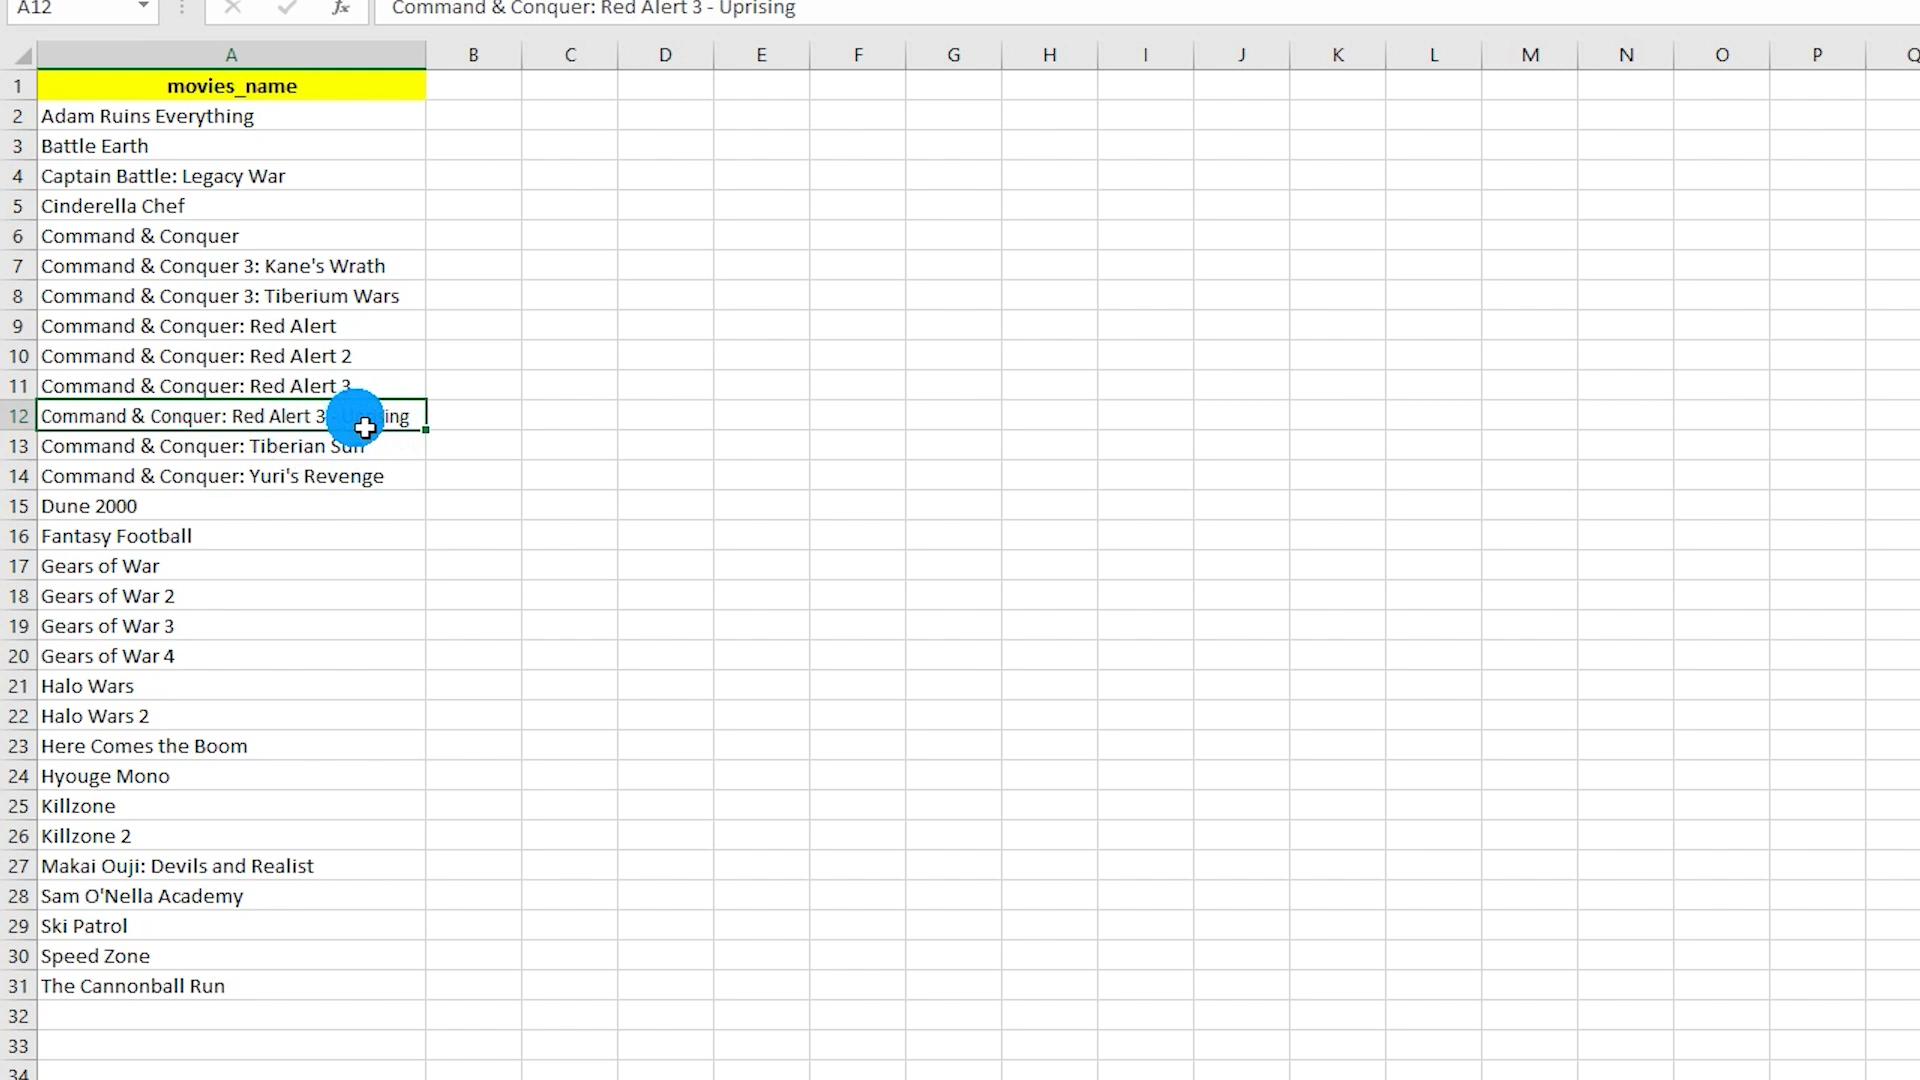 A12 fx Command & Conquer: Red Alert 3 - Uprising
A B C D E F G H I J K L M N O P Q
1 movies_name
2 Adam Ruins Everything
3 Battle Earth
4 Captain Battle: Legacy War
5 Cinderella Chef
6 Command & Conquer
7 Command & Conquer 3: Kane's Wrath
8 Command & Conquer 3: Tiberium Wars
9 Command & Conquer: Red Alert
10 Command & Conquer: Red Alert 2
11 Command & Conquer: Red Alert 3
12 Command & Conquer: Red Alert 3 - Uprising
13 Command & Conquer: Tiberian Sun
14 Command & Conquer: Yuri's Revenge
15 Dune 2000
16 Fantasy Football
17 Gears of War
18 Gears of War 2
19 Gears of War 3
20 Gears of War 4
21 Halo Wars
22 Halo Wars 2
23 Here Comes the Boom
24 Hyouge Mono
25 Killzone
26 Killzone 2
27 Makai Ouji: Devils and Realist
28 Sam O'Nella Academy
29 Ski Patrol
30 Speed Zone
31 The Cannonball Run
32
33
34